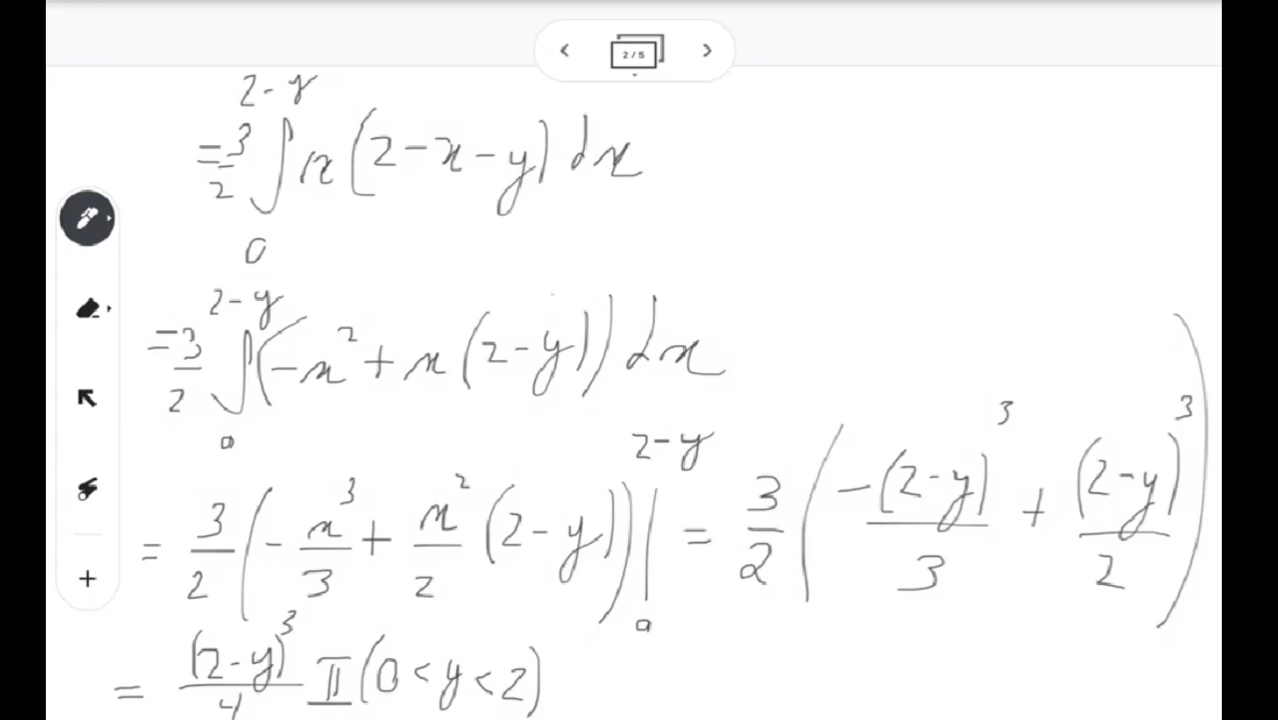 2 / 5
= 3/2 ∫₀^{2-y} x(2-x-y) dx
= 3/2 ∫₀^{2-y} (-x² + x(2-y)) dx
= 3/2 (-x³/3 + x²/2 (2-y)) |₀^{2-y} = 3/2 (-(2-y)³/3 + (2-y)³/2)
= (2-y)³/4 𝕀(0<y<2)